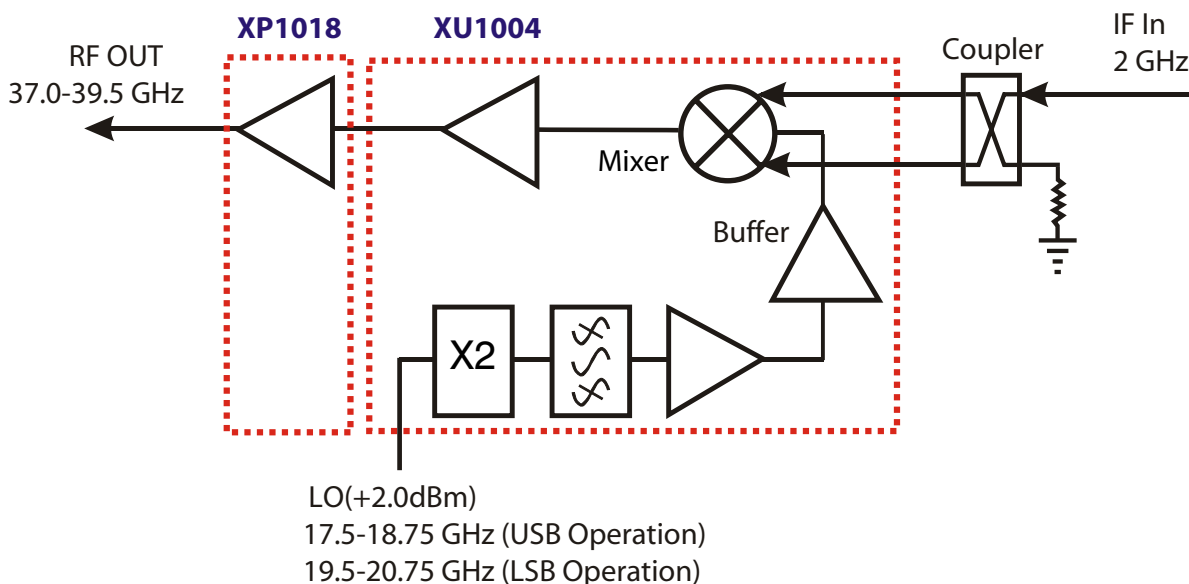 XP1018
XU1004
IF In
2 GHz
Coupler
RF OUT
37.0-39.5 GHz
Mixer
Buffer
X2
LO(+2.0dBm)
17.5-18.75 GHz (USB Operation)
19.5-20.75 GHz (LSB Operation)